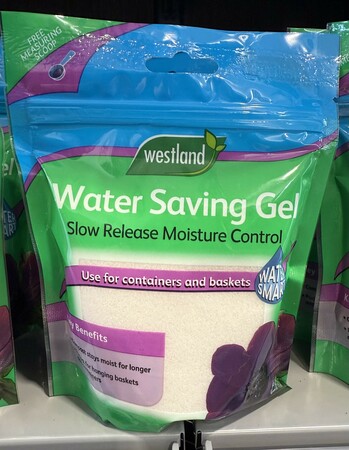 FREE
MEASURING
SCOOP
westland
Water Saving Gel
Slow Release Moisture Control
Use for containers and baskets
WATER
SMART
Benefits
stays moist for longer
for hanging baskets